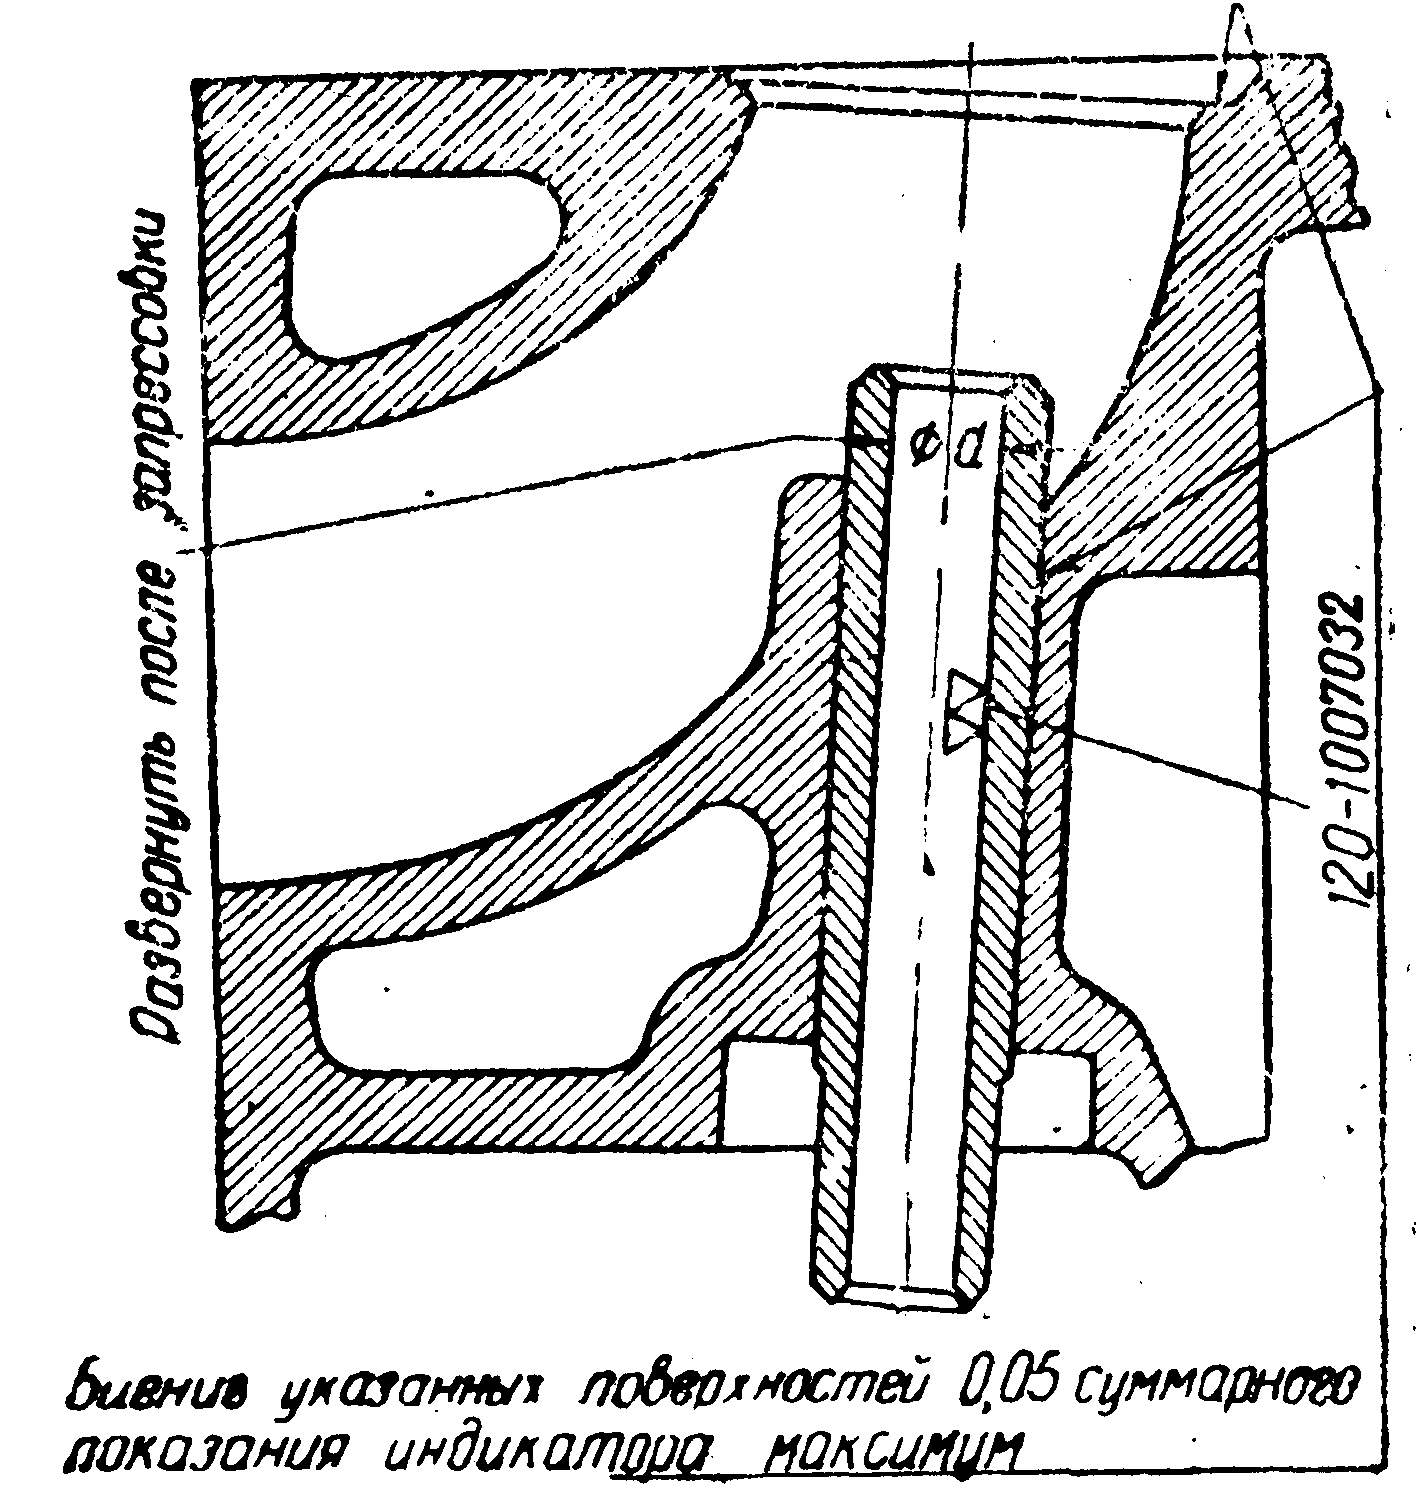 Развернуть после запрессовки
φ d
120-1007032
Биение указанных поверхностей 0,05 суммарного
показания индикатора максимум